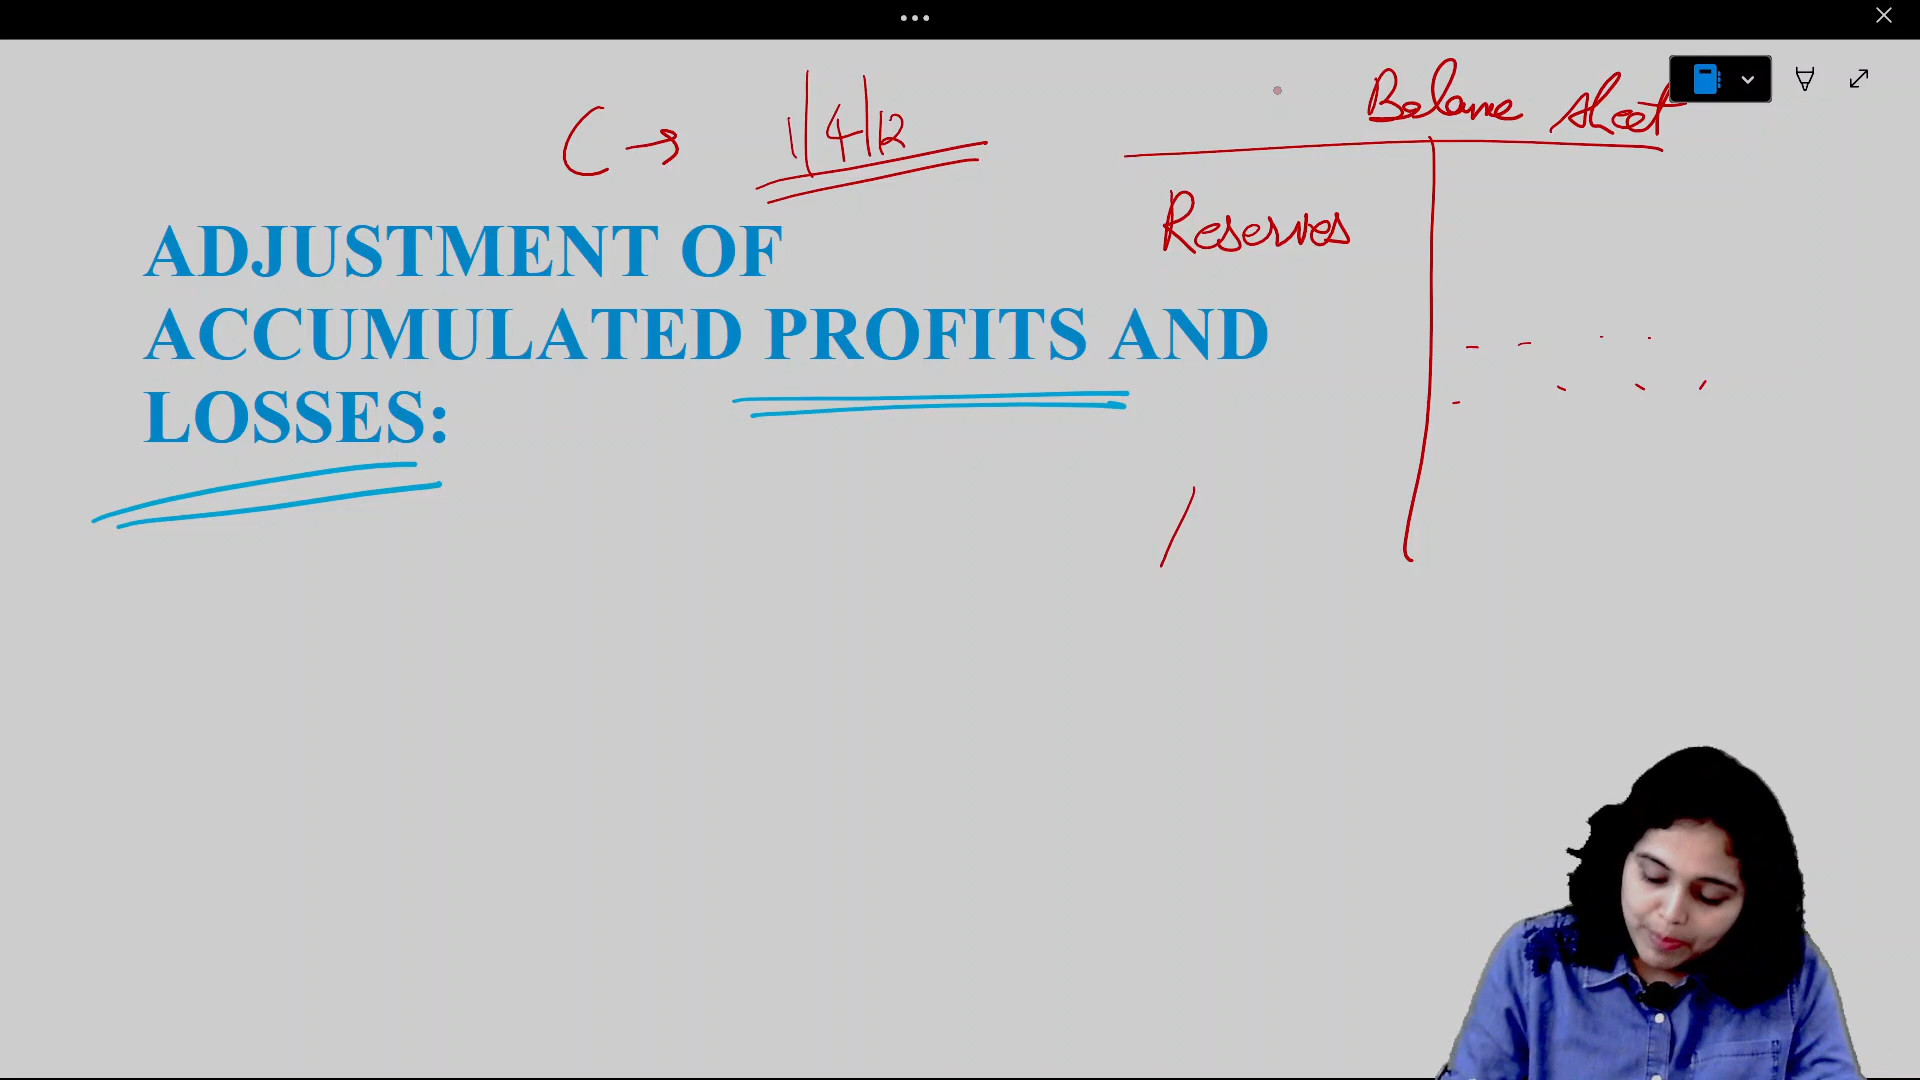 C → 1/4/12
Balance sheet
Reserves
ADJUSTMENT OF
ACCUMULATED PROFITS AND
LOSSES: